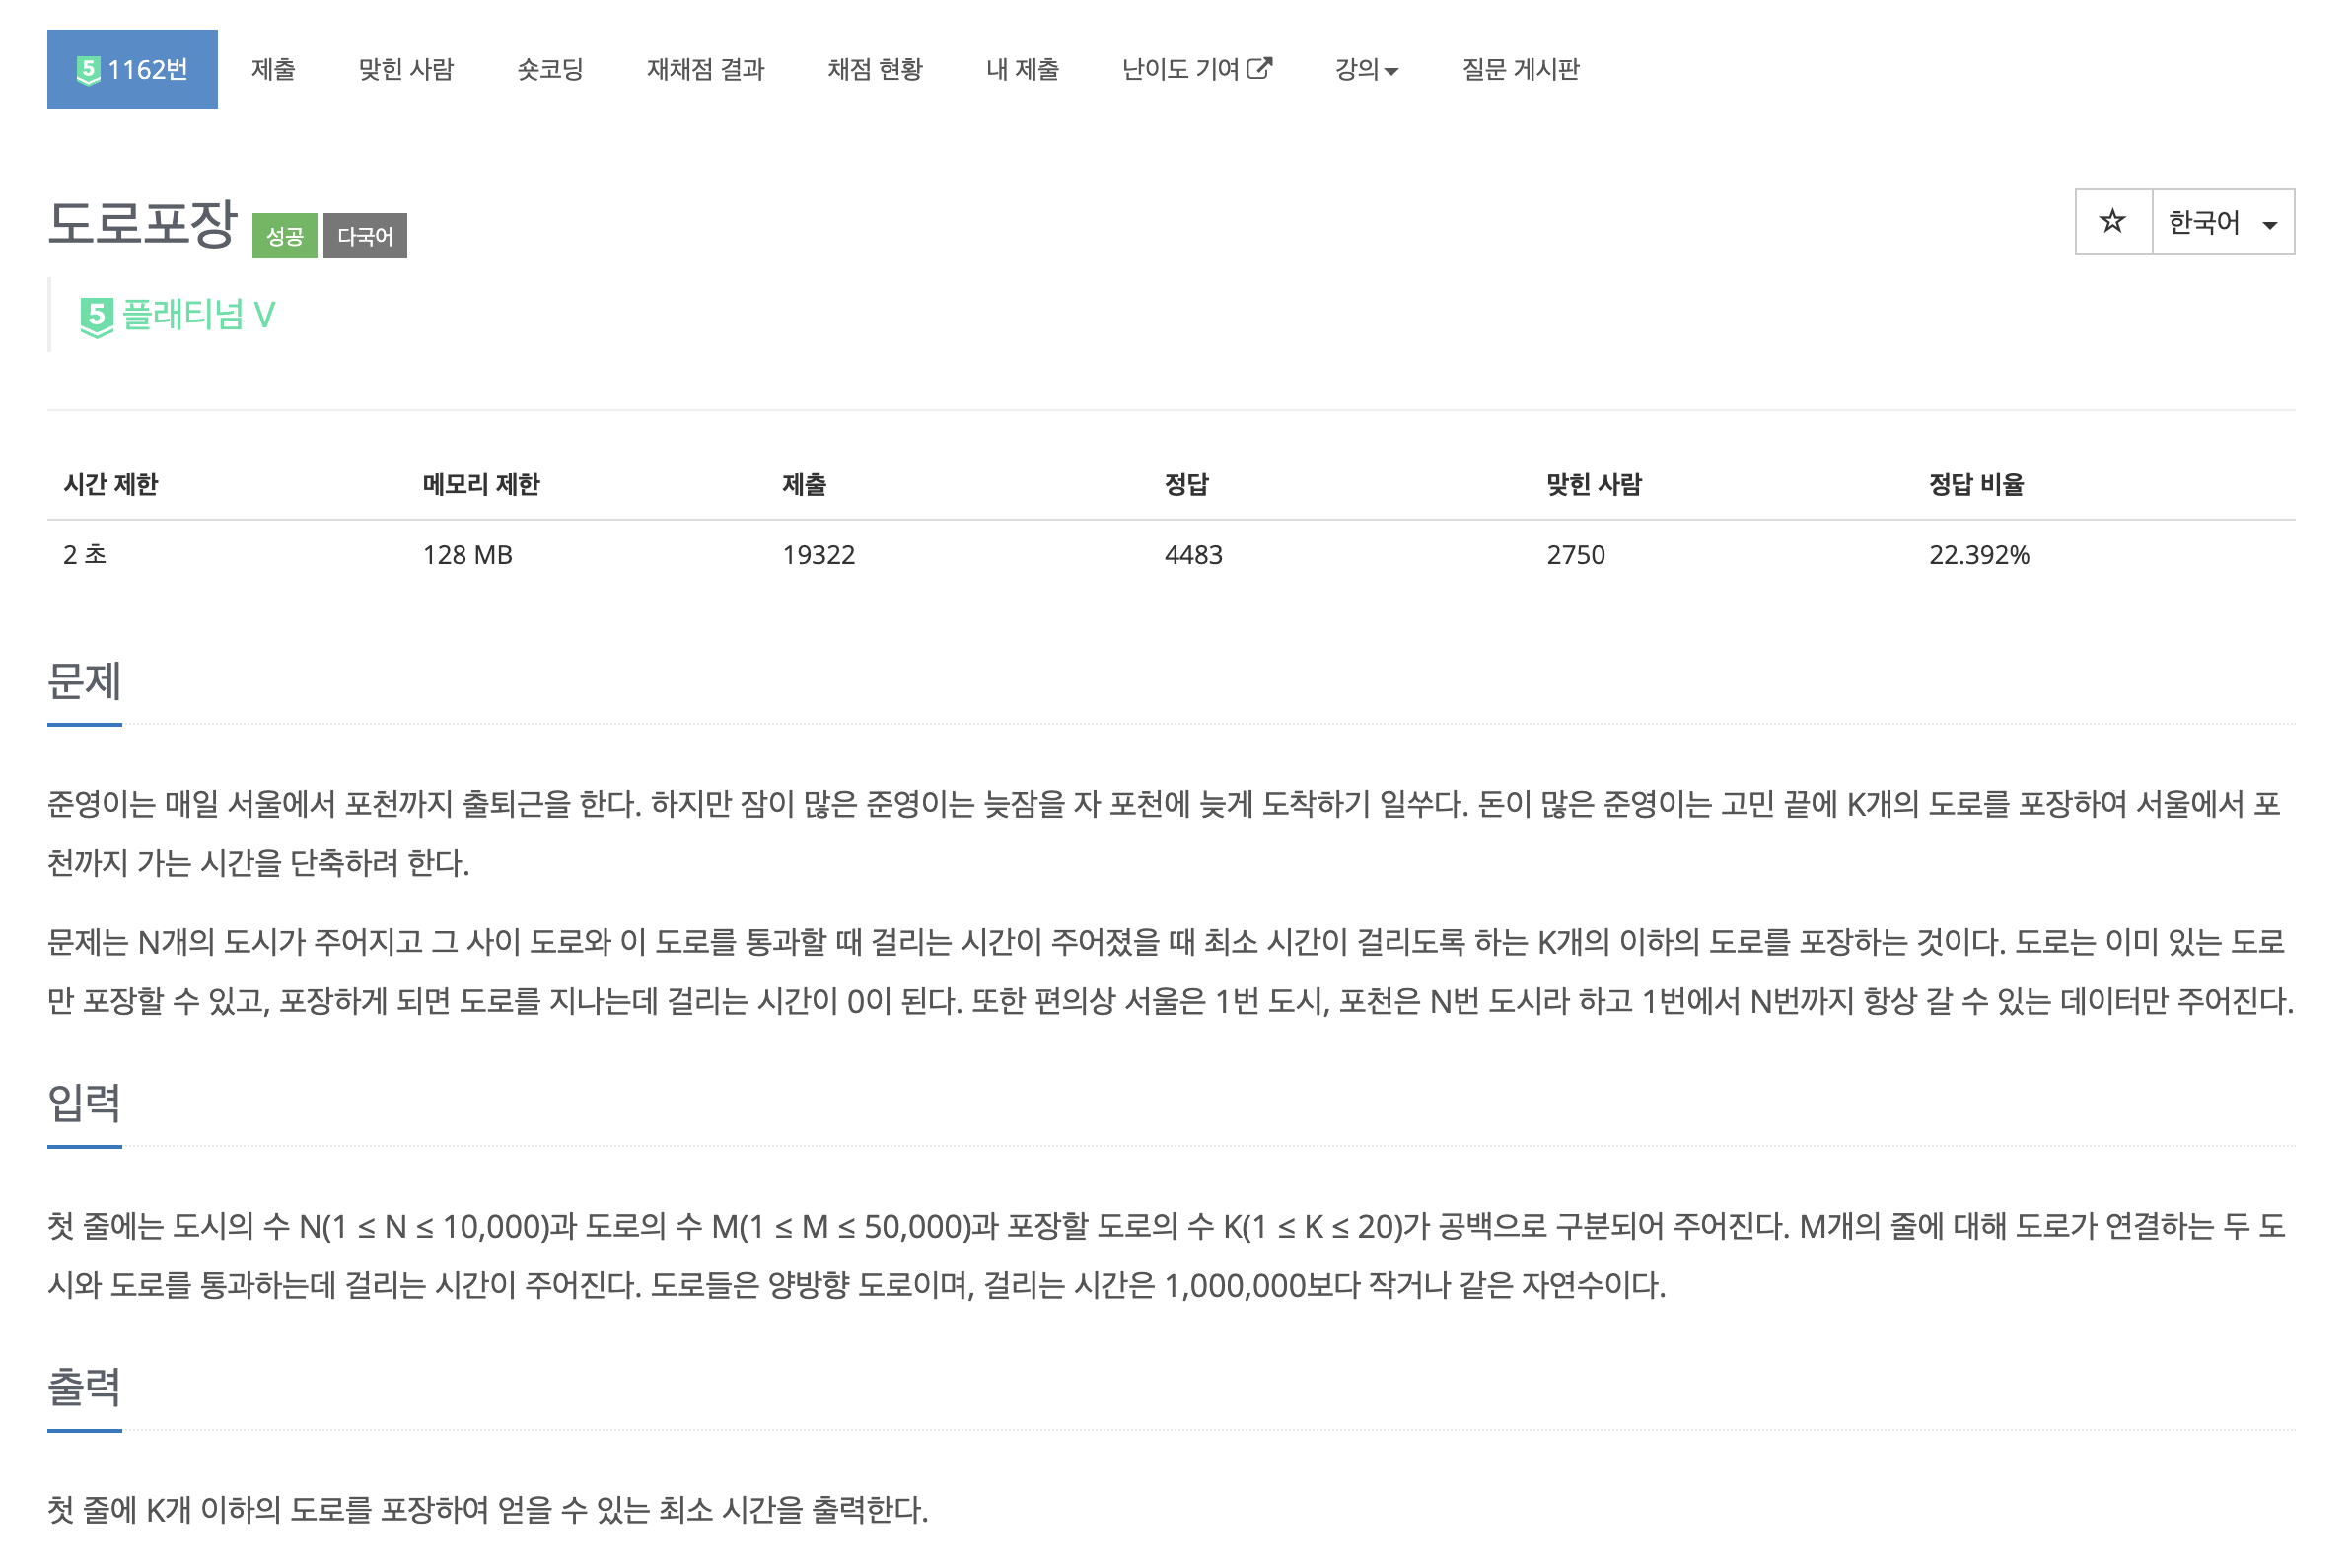 5 1162번 제출 맞힌 사람 숏코딩 재채점 결과 채점 현황 내 제출 난이도 기여 강의 질문 게시판
도로포장 성공 다국어 한국어
5 플래티넘 V
시간 제한 메모리 제한 제출 정답 맞힌 사람 정답 비율
2 초 128 MB 19322 4483 2750 22.392%
문제
준영이는 매일 서울에서 포천까지 출퇴근을 한다. 하지만 잠이 많은 준영이는 늦잠을 자 포천에 늦게 도착하기 일쑤다. 돈이 많은 준영이는 고민 끝에 K개의 도로를 포장하여 서울에서 포
천까지 가는 시간을 단축하려 한다.
문제는 N개의 도시가 주어지고 그 사이 도로와 이 도로를 통과할 때 걸리는 시간이 주어졌을 때 최소 시간이 걸리도록 하는 K개의 이하의 도로를 포장하는 것이다. 도로는 이미 있는 도로
만 포장할 수 있고, 포장하게 되면 도로를 지나는데 걸리는 시간이 0이 된다. 또한 편의상 서울은 1번 도시, 포천은 N번 도시라 하고 1번에서 N번까지 항상 갈 수 있는 데이터만 주어진다.
입력
첫 줄에는 도시의 수 N(1 ≤ N ≤ 10,000)과 도로의 수 M(1 ≤ M ≤ 50,000)과 포장할 도로의 수 K(1 ≤ K ≤ 20)가 공백으로 구분되어 주어진다. M개의 줄에 대해 도로가 연결하는 두 도
시와 도로를 통과하는데 걸리는 시간이 주어진다. 도로들은 양방향 도로이며, 걸리는 시간은 1,000,000보다 작거나 같은 자연수이다.
출력
첫 줄에 K개 이하의 도로를 포장하여 얻을 수 있는 최소 시간을 출력한다.